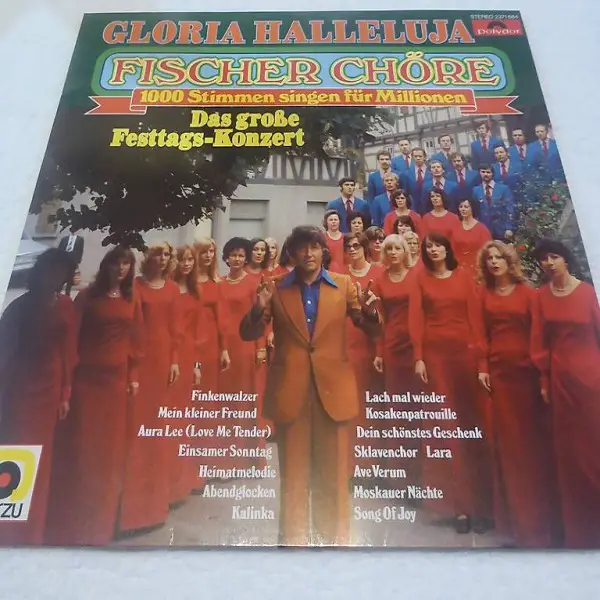 STEREO 2371 664
GLORIA HALLELUJA
Polydor
FISCHER CHÖRE
1000 Stimmen singen für Millionen
Das große
Festtags-Konzert
Finkenwalzer
Mein kleiner Freund
Aura Lee (Love Me Tender)
Einsamer Sonntag
Heimatmelodie
Abendglocken
Kalinka
Lach mal wieder
Kosakenpatrouille
Dein schönstes Geschenk
Sklavenchor Lara
Ave Verum
Moskauer Nächte
Song Of Joy
TZU